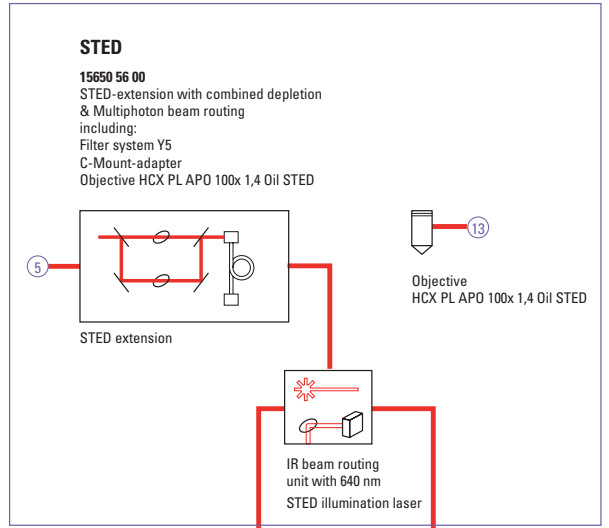 STED
15650 56 00
STED-extension with combined depletion
& Multiphoton beam routing
including:
Filter system Y5
C-Mount-adapter
Objective HCX PL APO 100x 1,4 Oil STED
5
13
Objective
HCX PL APO 100x 1,4 Oil STED
STED extension
IR beam routing
unit with 640 nm
STED illumination laser